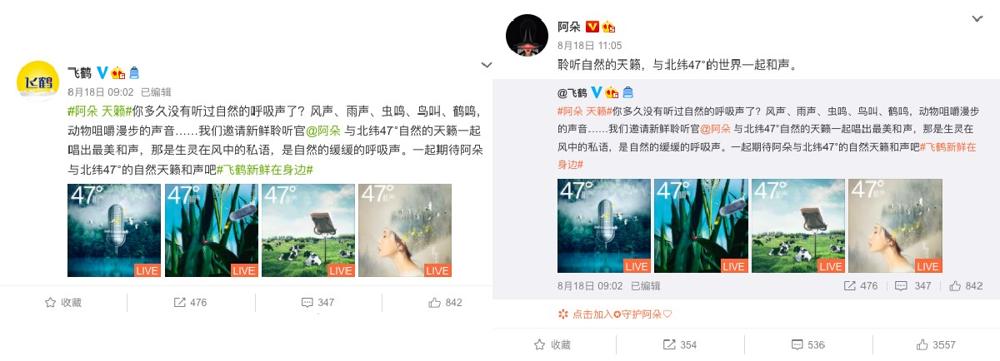 飞鹤
飞鹤
8月18日 09:02 已编辑
#阿朵 天籁#你多久没有听过自然的呼吸声了？风声、雨声、虫鸣、鸟叫、鹤鸣，
动物咀嚼漫步的声音……我们邀请新鲜聆听官@阿朵 与北纬47°自然的天籁一起
唱出最美和声，那是生灵在风中的私语，是自然的缓缓的呼吸声。一起期待阿朵
与北纬47°的自然天籁和声吧#飞鹤新鲜在身边#
47°和声
LIVE
47°和声
LIVE
47°和声
LIVE
47°和声
LIVE
收藏
476
347
842
阿朵
8月18日 11:05
聆听自然的天籁，与北纬47°的世界一起和声。
@飞鹤
#阿朵 天籁#你多久没有听过自然的呼吸声了？风声、雨声、虫鸣、鸟叫、鹤鸣，动物咀嚼漫步
的声音……我们邀请新鲜聆听官@阿朵 与北纬47°自然的天籁一起唱出最美和声，那是生灵在
风中的私语，是自然的缓缓的呼吸声。一起期待阿朵与北纬47°的自然天籁和声吧#飞鹤新鲜在
身边#
47°和声
LIVE
47°和声
LIVE
47°和声
LIVE
47°和声
LIVE
8月18日 09:02 已编辑
476
347
842
点击加入✪守护阿朵♡
收藏
354
536
3557